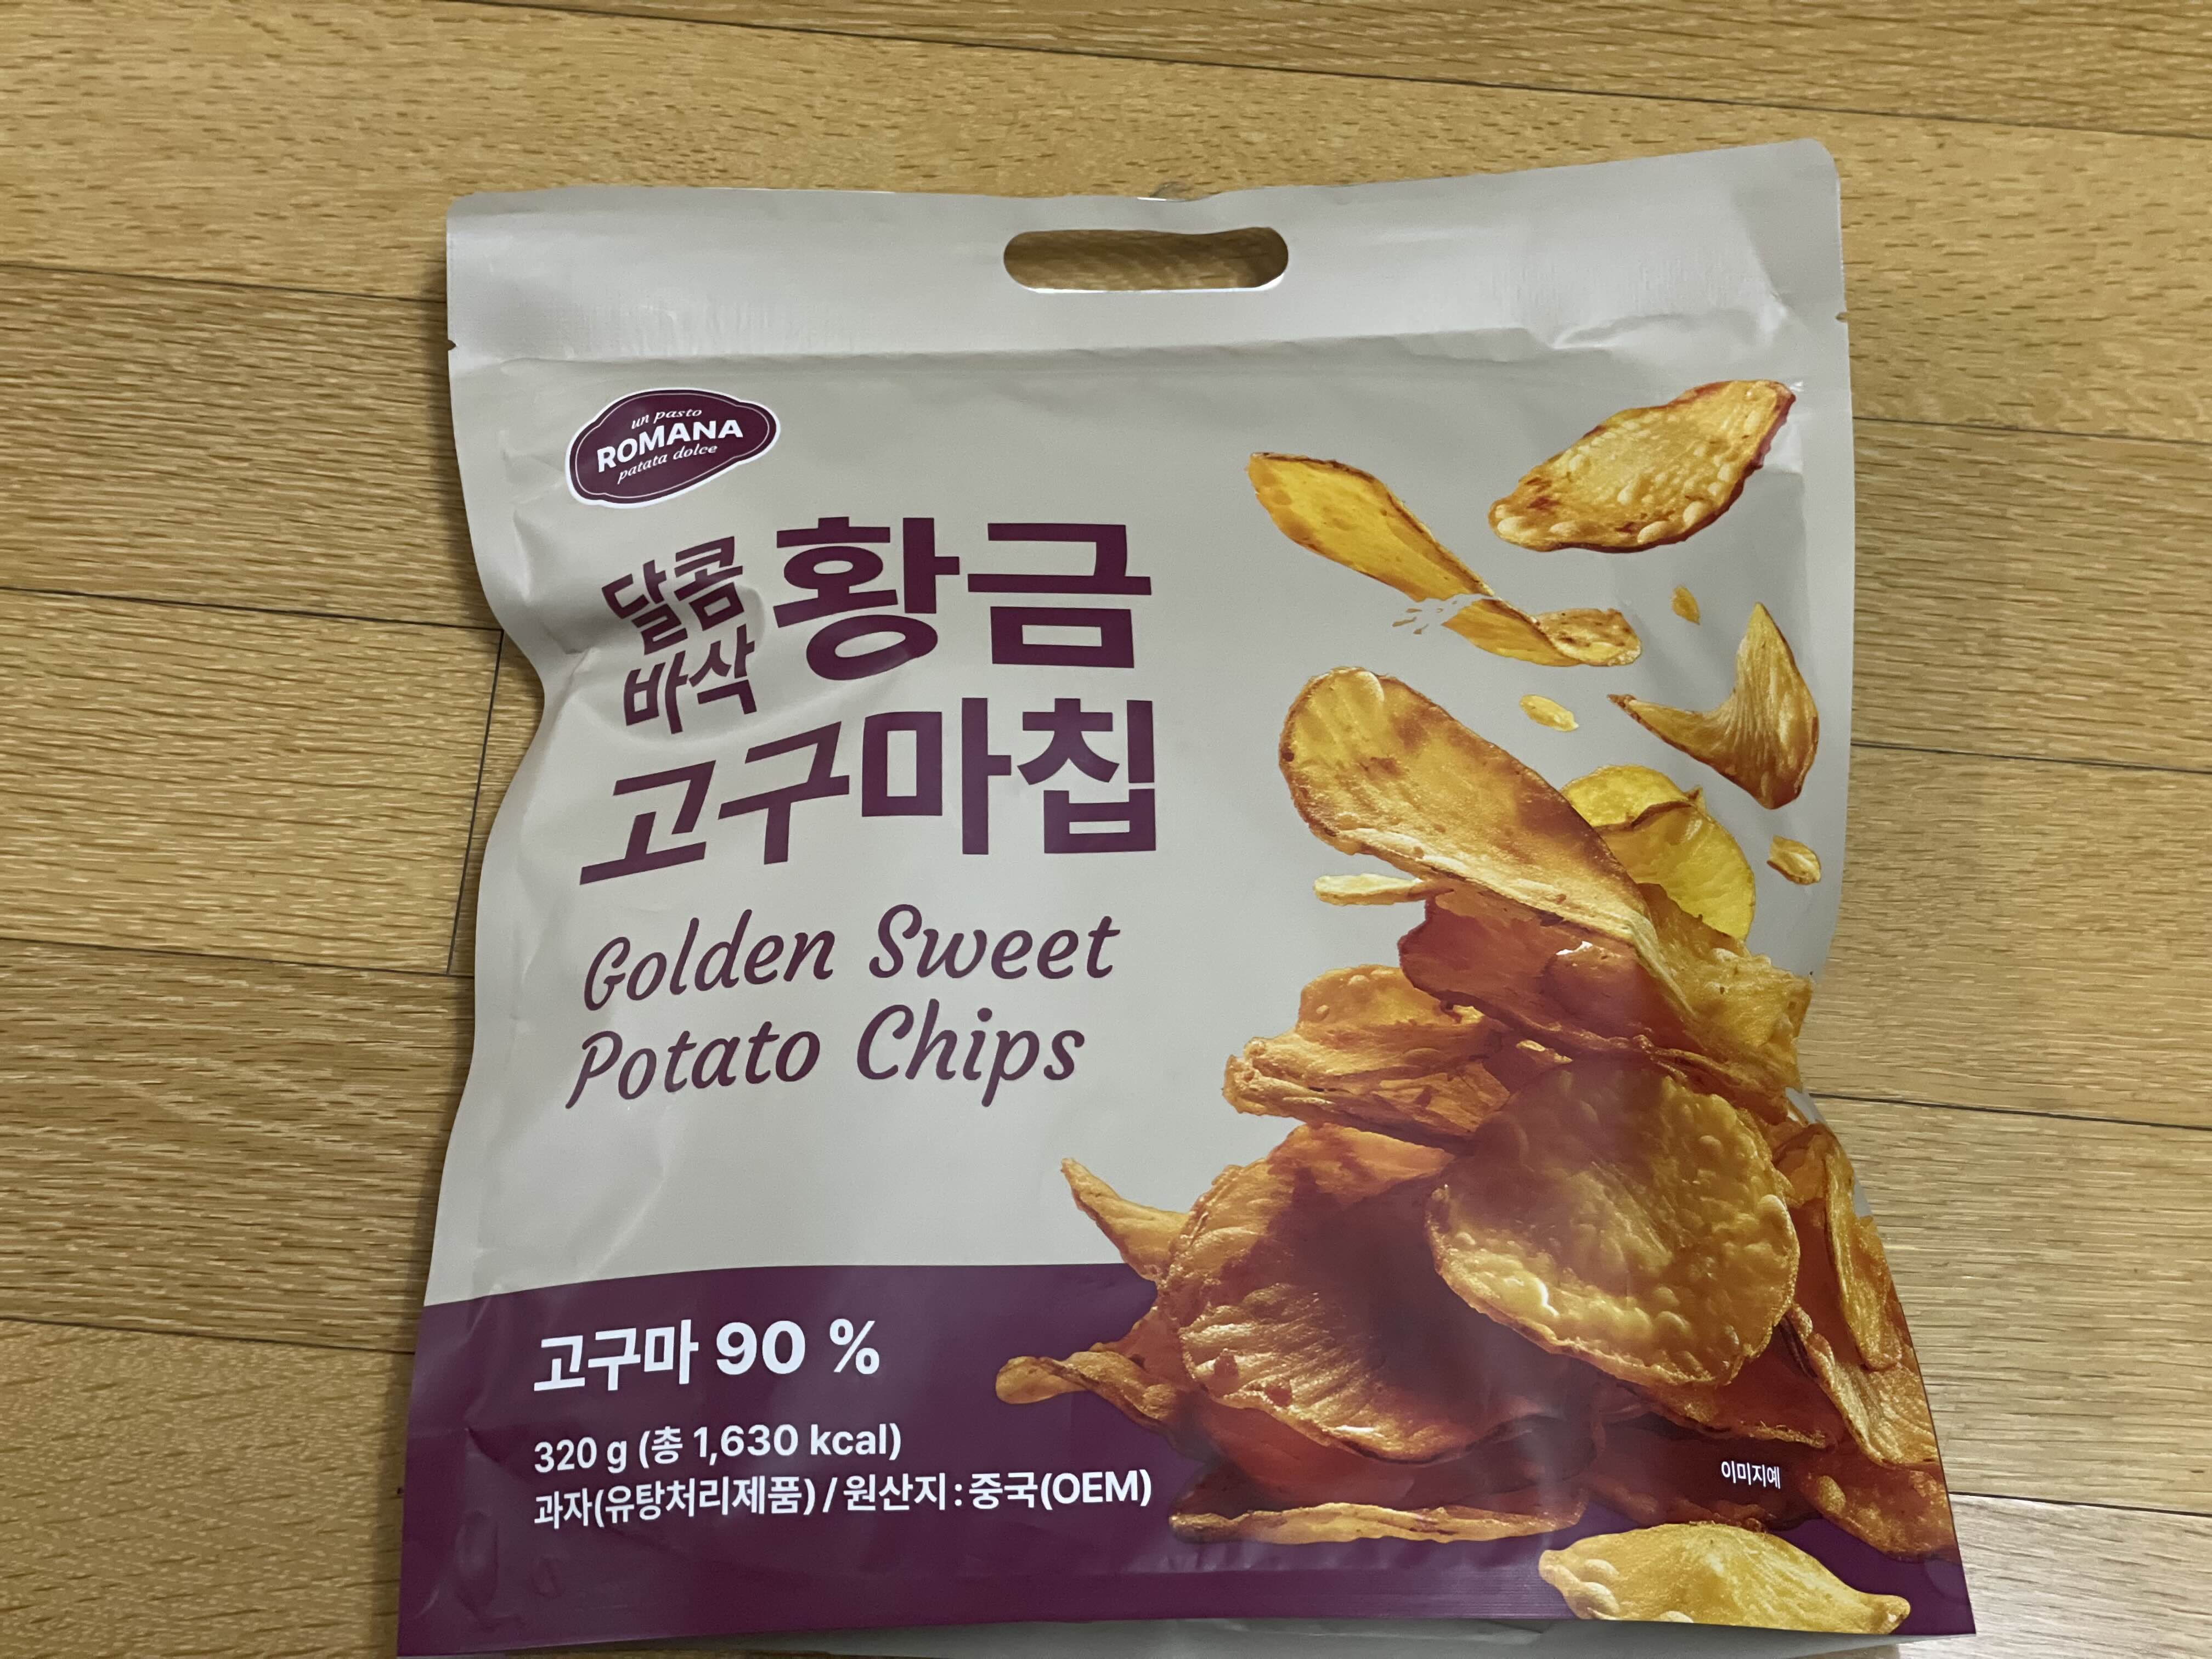 un pasto
ROMANA
patata dolce
달콤
바삭
황금
고구마칩
Golden Sweet
Potato Chips
고구마 90 %
320 g (총 1,630 kcal)
과자(유탕처리제품) / 원산지 : 중국(OEM)
이미지예